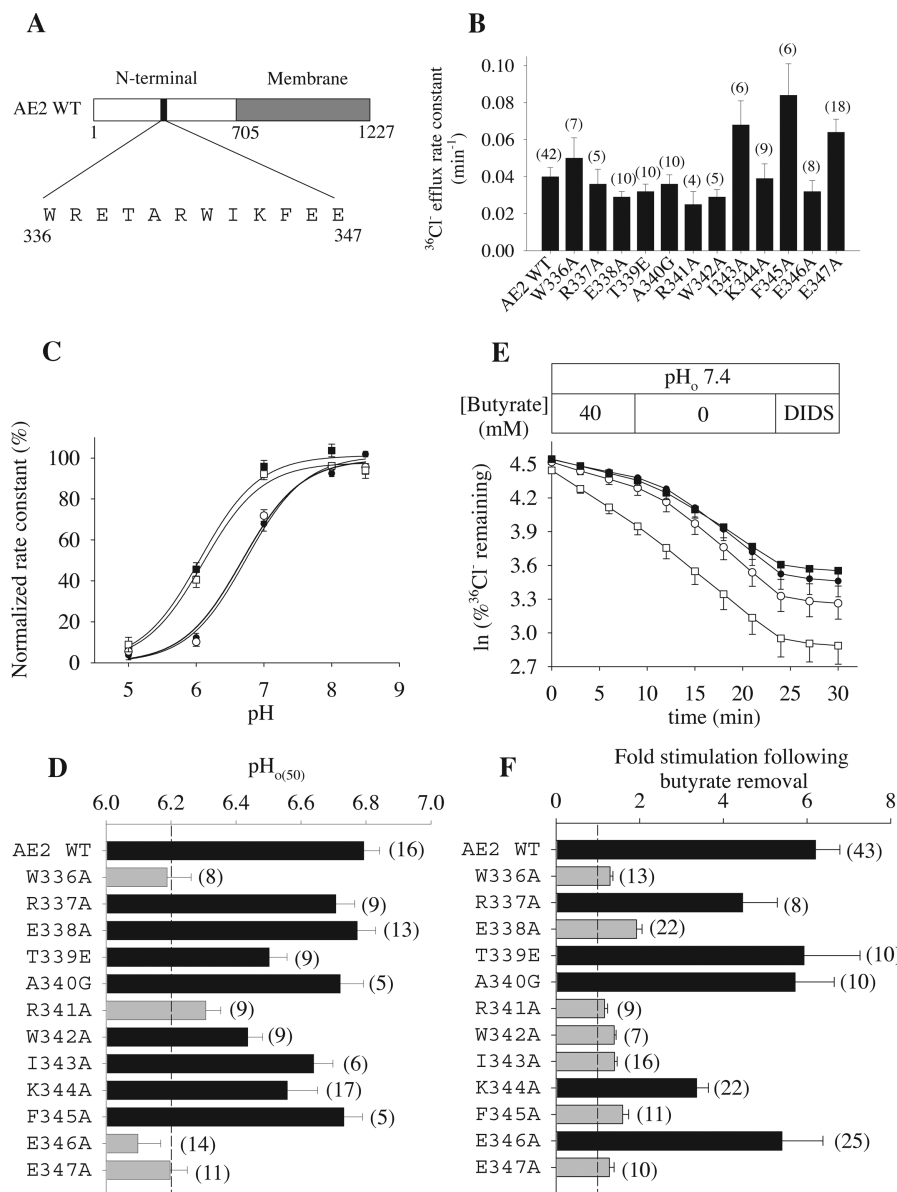 A
N-terminal Membrane
AE2 WT
1 705 1227
W R E T A R W I K F E E
336 347
B
³⁶Cl⁻ efflux rate constant
(min⁻¹)
0.10
0.08
0.06
0.04
0.02
0.00
(42) (7) (5) (10) (10) (10) (4) (5) (6) (9) (6) (8) (18)
AE2 WT W336A R337A E338A T339E A340G R341A W342A I343A K344A F345A E346A E347A
C
Normalized rate constant (%)
100
80
60
40
20
0
5 6 7 8 9
pH
E
pHₒ 7.4
[Butyrate]
(mM)
40 0 DIDS
ln (%³⁶Cl⁻ remaining)
4.5
4.2
3.9
3.6
3.3
3.0
2.7
0 5 10 15 20 25 30
time (min)
D
pHₒ₍₅₀₎
6.0 6.2 6.4 6.6 6.8 7.0
AE2 WT (16)
W336A (8)
R337A (9)
E338A (13)
T339E (9)
A340G (5)
R341A (9)
W342A (9)
I343A (6)
K344A (17)
F345A (5)
E346A (14)
E347A (11)
F
Fold stimulation following
butyrate removal
0 2 4 6 8
AE2 WT (43)
W336A (13)
R337A (8)
E338A (22)
T339E (10)
A340G (10)
R341A (9)
W342A (7)
I343A (16)
K344A (22)
F345A (11)
E346A (25)
E347A (10)